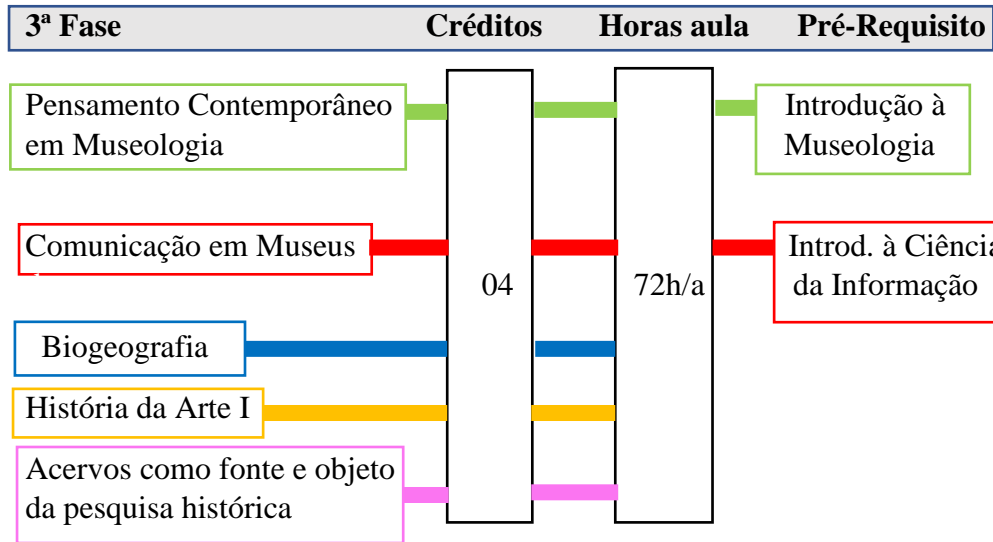 3ª Fase Créditos Horas aula Pré-Requisito
Pensamento Contemporâneo
em Museologia
Introdução à
Museologia
Comunicação em Museus
Introd. à Ciência
da Informação
04 72h/a
Biogeografia
História da Arte I
Acervos como fonte e objeto
da pesquisa histórica